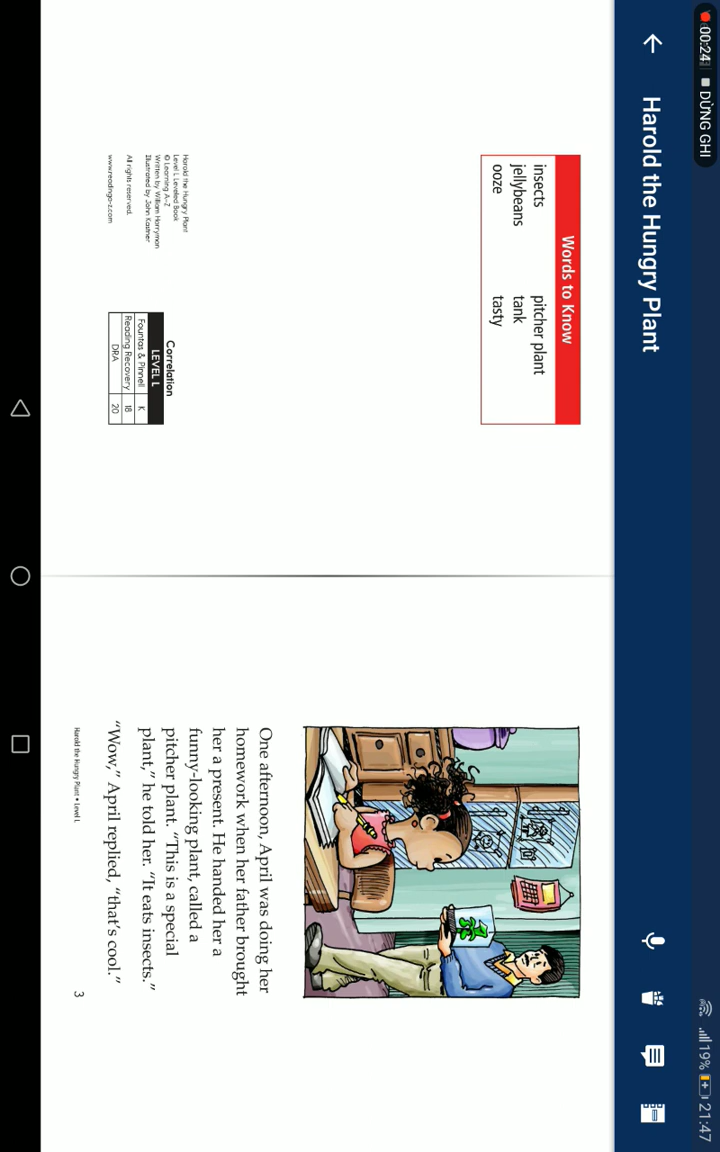 00:24 DỪNG GHI
19% 21:47
Harold the Hungry Plant
Words to Know
insects pitcher plant
jellybeans tank
ooze tasty
Harold the Hungry Plant
Level L Leveled Book
© Learning A–Z
Written by William Harryman
Illustrated by John Kastner
All rights reserved.
www.readinga-z.com
Correlation
LEVEL L
Fountas & Pinnell K
Reading Recovery 18
DRA 20
One afternoon, April was doing her
homework when her father brought
her a present. He handed her a
funny-looking plant, called a
pitcher plant. “This is a special
plant,” he told her. “It eats insects.”
“Wow,” April replied, “that’s cool.”
Harold the Hungry Plant • Level L
3